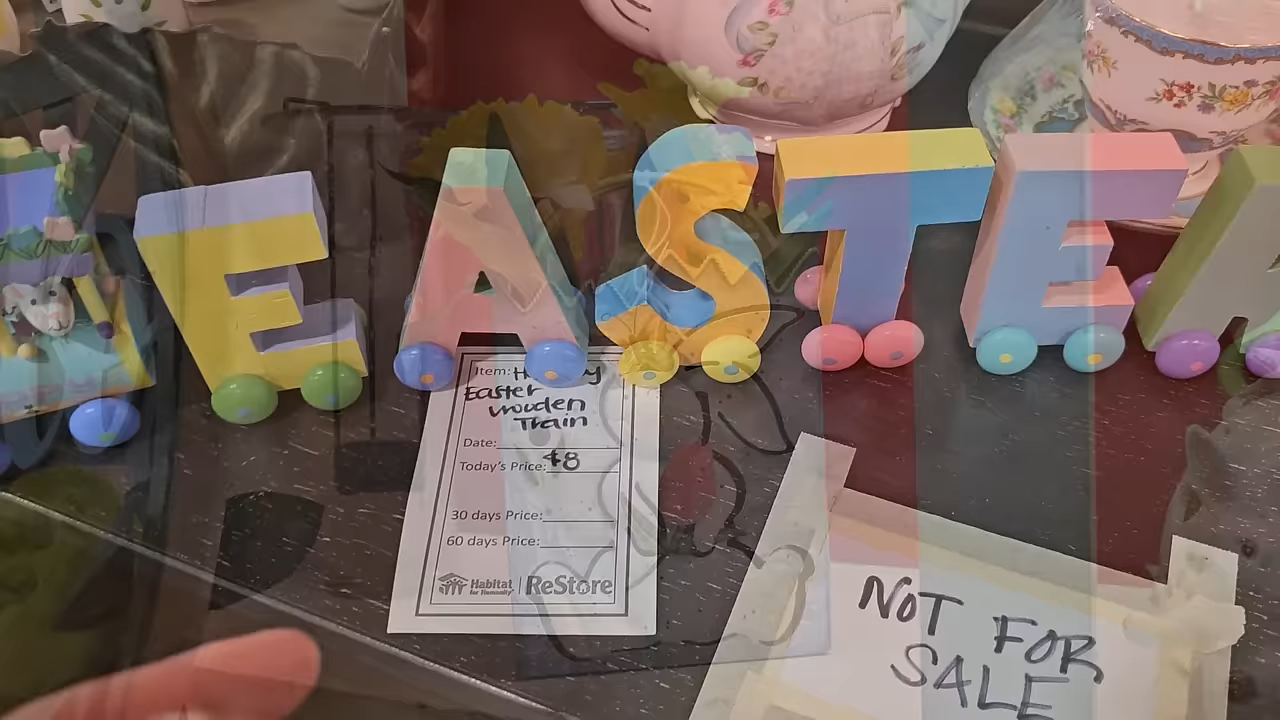 EASTE
Item: H y
Easter
Wooden
Train
Date:
Today's Price: $8
30 days Price:
60 days Price:
Habitat for Humanity | ReStore
NOT FOR
SALE